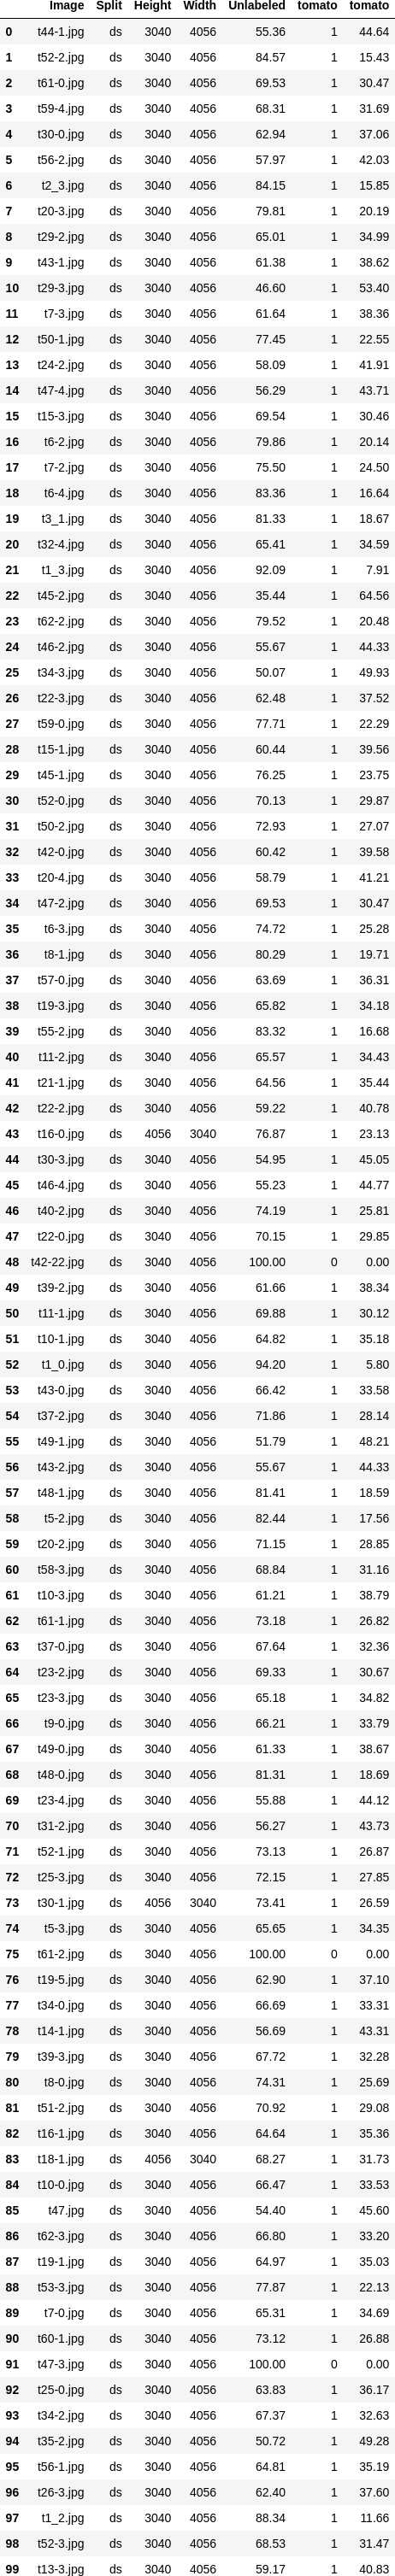 Image Split Height Width Unlabeled tomato tomato
0 t44-1.jpg ds 3040 4056 55.36 1 44.64
1 t52-2.jpg ds 3040 4056 84.57 1 15.43
2 t61-0.jpg ds 3040 4056 69.53 1 30.47
3 t59-4.jpg ds 3040 4056 68.31 1 31.69
4 t30-0.jpg ds 3040 4056 62.94 1 37.06
5 t56-2.jpg ds 3040 4056 57.97 1 42.03
6 t2_3.jpg ds 3040 4056 84.15 1 15.85
7 t20-3.jpg ds 3040 4056 79.81 1 20.19
8 t29-2.jpg ds 3040 4056 65.01 1 34.99
9 t43-1.jpg ds 3040 4056 61.38 1 38.62
10 t29-3.jpg ds 3040 4056 46.60 1 53.40
11 t7-3.jpg ds 3040 4056 61.64 1 38.36
12 t50-1.jpg ds 3040 4056 77.45 1 22.55
13 t24-2.jpg ds 3040 4056 58.09 1 41.91
14 t47-4.jpg ds 3040 4056 56.29 1 43.71
15 t15-3.jpg ds 3040 4056 69.54 1 30.46
16 t6-2.jpg ds 3040 4056 79.86 1 20.14
17 t7-2.jpg ds 3040 4056 75.50 1 24.50
18 t6-4.jpg ds 3040 4056 83.36 1 16.64
19 t3_1.jpg ds 3040 4056 81.33 1 18.67
20 t32-4.jpg ds 3040 4056 65.41 1 34.59
21 t1_3.jpg ds 3040 4056 92.09 1 7.91
22 t45-2.jpg ds 3040 4056 35.44 1 64.56
23 t62-2.jpg ds 3040 4056 79.52 1 20.48
24 t46-2.jpg ds 3040 4056 55.67 1 44.33
25 t34-3.jpg ds 3040 4056 50.07 1 49.93
26 t22-3.jpg ds 3040 4056 62.48 1 37.52
27 t59-0.jpg ds 3040 4056 77.71 1 22.29
28 t15-1.jpg ds 3040 4056 60.44 1 39.56
29 t45-1.jpg ds 3040 4056 76.25 1 23.75
30 t52-0.jpg ds 3040 4056 70.13 1 29.87
31 t50-2.jpg ds 3040 4056 72.93 1 27.07
32 t42-0.jpg ds 3040 4056 60.42 1 39.58
33 t20-4.jpg ds 3040 4056 58.79 1 41.21
34 t47-2.jpg ds 3040 4056 69.53 1 30.47
35 t6-3.jpg ds 3040 4056 74.72 1 25.28
36 t8-1.jpg ds 3040 4056 80.29 1 19.71
37 t57-0.jpg ds 3040 4056 63.69 1 36.31
38 t19-3.jpg ds 3040 4056 65.82 1 34.18
39 t55-2.jpg ds 3040 4056 83.32 1 16.68
40 t11-2.jpg ds 3040 4056 65.57 1 34.43
41 t21-1.jpg ds 3040 4056 64.56 1 35.44
42 t22-2.jpg ds 3040 4056 59.22 1 40.78
43 t16-0.jpg ds 4056 3040 76.87 1 23.13
44 t30-3.jpg ds 3040 4056 54.95 1 45.05
45 t46-4.jpg ds 3040 4056 55.23 1 44.77
46 t40-2.jpg ds 3040 4056 74.19 1 25.81
47 t22-0.jpg ds 3040 4056 70.15 1 29.85
48 t42-22.jpg ds 3040 4056 100.00 0 0.00
49 t39-2.jpg ds 3040 4056 61.66 1 38.34
50 t11-1.jpg ds 3040 4056 69.88 1 30.12
51 t10-1.jpg ds 3040 4056 64.82 1 35.18
52 t1_0.jpg ds 3040 4056 94.20 1 5.80
53 t43-0.jpg ds 3040 4056 66.42 1 33.58
54 t37-2.jpg ds 3040 4056 71.86 1 28.14
55 t49-1.jpg ds 3040 4056 51.79 1 48.21
56 t43-2.jpg ds 3040 4056 55.67 1 44.33
57 t48-1.jpg ds 3040 4056 81.41 1 18.59
58 t5-2.jpg ds 3040 4056 82.44 1 17.56
59 t20-2.jpg ds 3040 4056 71.15 1 28.85
60 t58-3.jpg ds 3040 4056 68.84 1 31.16
61 t10-3.jpg ds 3040 4056 61.21 1 38.79
62 t61-1.jpg ds 3040 4056 73.18 1 26.82
63 t37-0.jpg ds 3040 4056 67.64 1 32.36
64 t23-2.jpg ds 3040 4056 69.33 1 30.67
65 t23-3.jpg ds 3040 4056 65.18 1 34.82
66 t9-0.jpg ds 3040 4056 66.21 1 33.79
67 t49-0.jpg ds 3040 4056 61.33 1 38.67
68 t48-0.jpg ds 3040 4056 81.31 1 18.69
69 t23-4.jpg ds 3040 4056 55.88 1 44.12
70 t31-2.jpg ds 3040 4056 56.27 1 43.73
71 t52-1.jpg ds 3040 4056 73.13 1 26.87
72 t25-3.jpg ds 3040 4056 72.15 1 27.85
73 t30-1.jpg ds 4056 3040 73.41 1 26.59
74 t5-3.jpg ds 3040 4056 65.65 1 34.35
75 t61-2.jpg ds 3040 4056 100.00 0 0.00
76 t19-5.jpg ds 3040 4056 62.90 1 37.10
77 t34-0.jpg ds 3040 4056 66.69 1 33.31
78 t14-1.jpg ds 3040 4056 56.69 1 43.31
79 t39-3.jpg ds 3040 4056 67.72 1 32.28
80 t8-0.jpg ds 3040 4056 74.31 1 25.69
81 t51-2.jpg ds 3040 4056 70.92 1 29.08
82 t16-1.jpg ds 3040 4056 64.64 1 35.36
83 t18-1.jpg ds 4056 3040 68.27 1 31.73
84 t10-0.jpg ds 3040 4056 66.47 1 33.53
85 t47.jpg ds 3040 4056 54.40 1 45.60
86 t62-3.jpg ds 3040 4056 66.80 1 33.20
87 t19-1.jpg ds 3040 4056 64.97 1 35.03
88 t53-3.jpg ds 3040 4056 77.87 1 22.13
89 t7-0.jpg ds 3040 4056 65.31 1 34.69
90 t60-1.jpg ds 3040 4056 73.12 1 26.88
91 t47-3.jpg ds 3040 4056 100.00 0 0.00
92 t25-0.jpg ds 3040 4056 63.83 1 36.17
93 t34-2.jpg ds 3040 4056 67.37 1 32.63
94 t35-2.jpg ds 3040 4056 50.72 1 49.28
95 t56-1.jpg ds 3040 4056 64.81 1 35.19
96 t26-3.jpg ds 3040 4056 62.40 1 37.60
97 t1_2.jpg ds 3040 4056 88.34 1 11.66
98 t52-3.jpg ds 3040 4056 68.53 1 31.47
99 t13-3.jpg ds 3040 4056 59.17 1 40.83